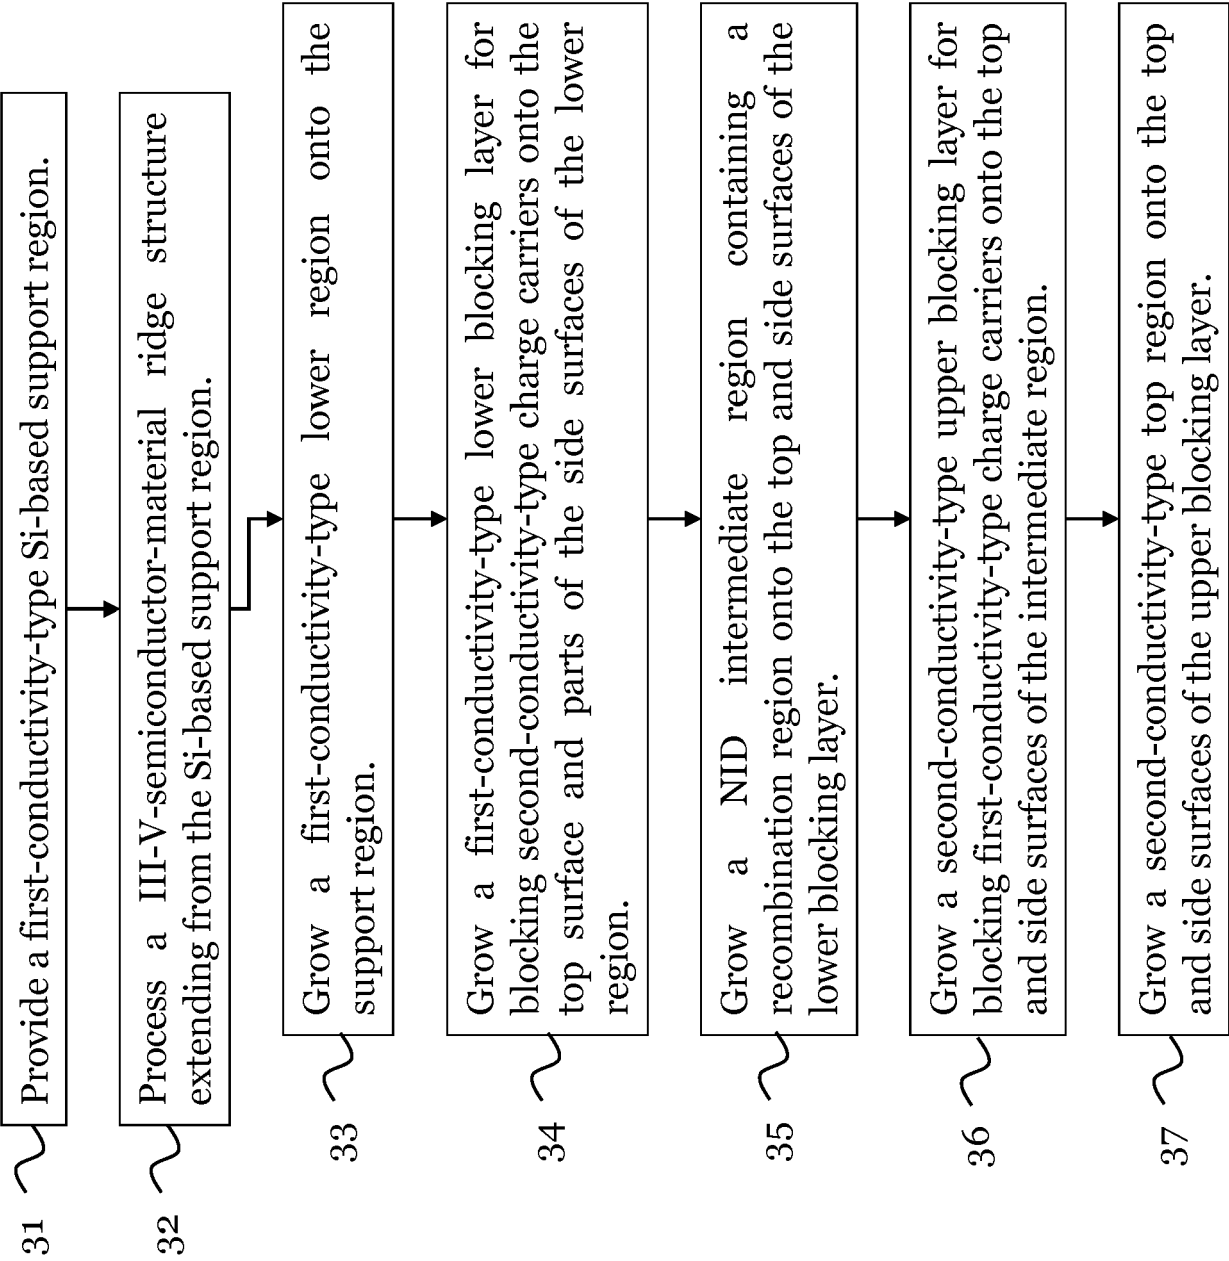 31
Provide a first-conductivity-type Si-based support region.
32
Process a III-V-semiconductor-material ridge structure
extending from the Si-based support region.
33
Grow a first-conductivity-type lower region onto the
support region.
34
Grow a first-conductivity-type lower blocking layer for
blocking second-conductivity-type charge carriers onto the
top surface and parts of the side surfaces of the lower
region.
35
Grow a NID intermediate region containing a
recombination region onto the top and side surfaces of the
lower blocking layer.
36
Grow a second-conductivity-type upper blocking layer for
blocking first-conductivity-type charge carriers onto the top
and side surfaces of the intermediate region.
37
Grow a second-conductivity-type top region onto the top
and side surfaces of the upper blocking layer.